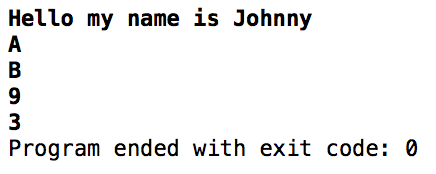 Hello my name is Johnny
A
B
9
3
Program ended with exit code: 0